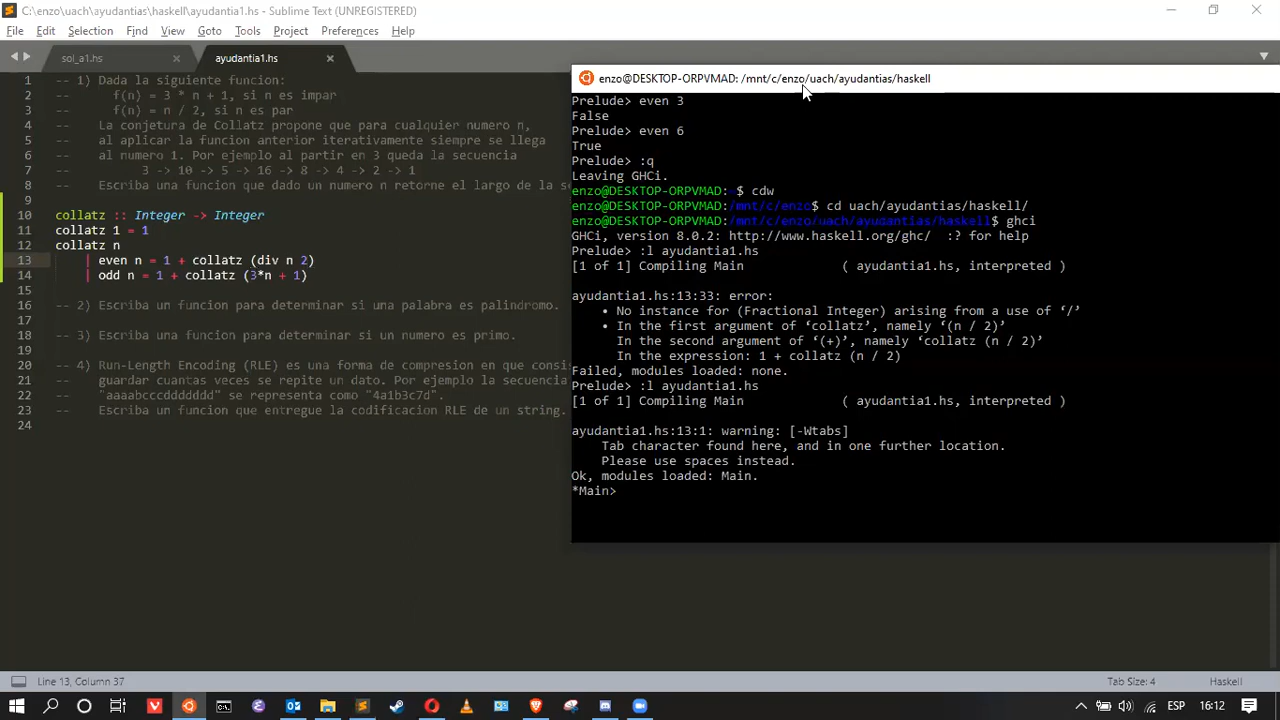 C:\enzo\uach\ayudantias\haskell\ayudantia1.hs - Sublime Text (UNREGISTERED)
File Edit Selection Find View Goto Tools Project Preferences Help
sol_a1.hs ayudantia1.hs
1 -- 1) Dada la siguiente funcion:
2 -- f(n) = 3 * n + 1, si n es impar
3 -- f(n) = n / 2, si n es par
4 -- La conjetura de Collatz propone que para cualquier numero n,
5 -- al aplicar la funcion anterior iterativamente siempre se llega
6 -- al numero 1. Por ejemplo al partir en 3 queda la secuencia
7 -- 3 -> 10 -> 5 -> 16 -> 8 -> 4 -> 2 -> 1
8 -- Escriba una funcion que dado un numero n retorne el largo de la se
9
10 collatz :: Integer -> Integer
11 collatz 1 = 1
12 collatz n
13 | even n = 1 + collatz (div n 2)
14 | odd n = 1 + collatz (3*n + 1)
15
16 -- 2) Escriba un funcion para determinar si una palabra es palindromo.
17
18 -- 3) Escriba una funcion para determinar si un numero es primo.
19
20 -- 4) Run-Length Encoding (RLE) es una forma de compresion en que consis
21 -- guardar cuantas veces se repite un dato. Por ejemplo la secuencia
22 -- "aaaabcccddddddd" se representa como "4a1b3c7d".
23 -- Escriba un funcion que entregue la codificacion RLE de un string.
24
enzo@DESKTOP-ORPVMAD: /mnt/c/enzo/uach/ayudantias/haskell
Prelude> even 3
False
Prelude> even 6
True
Prelude> :q
Leaving GHCi.
enzo@DESKTOP-ORPVMAD:~$ cdw
enzo@DESKTOP-ORPVMAD:/mnt/c/enzo$ cd uach/ayudantias/haskell/
enzo@DESKTOP-ORPVMAD:/mnt/c/enzo/uach/ayudantias/haskell$ ghci
GHCi, version 8.0.2: http://www.haskell.org/ghc/ :? for help
Prelude> :l ayudantia1.hs
[1 of 1] Compiling Main ( ayudantia1.hs, interpreted )
ayudantia1.hs:13:33: error:
• No instance for (Fractional Integer) arising from a use of ‘/’
• In the first argument of ‘collatz’, namely ‘(n / 2)’
In the second argument of ‘(+)’, namely ‘collatz (n / 2)’
In the expression: 1 + collatz (n / 2)
Failed, modules loaded: none.
Prelude> :l ayudantia1.hs
[1 of 1] Compiling Main ( ayudantia1.hs, interpreted )
ayudantia1.hs:13:1: warning: [-Wtabs]
Tab character found here, and in one further location.
Please use spaces instead.
Ok, modules loaded: Main.
*Main>
Line 13, Column 37 Tab Size: 4 Haskell
ESP 16:12